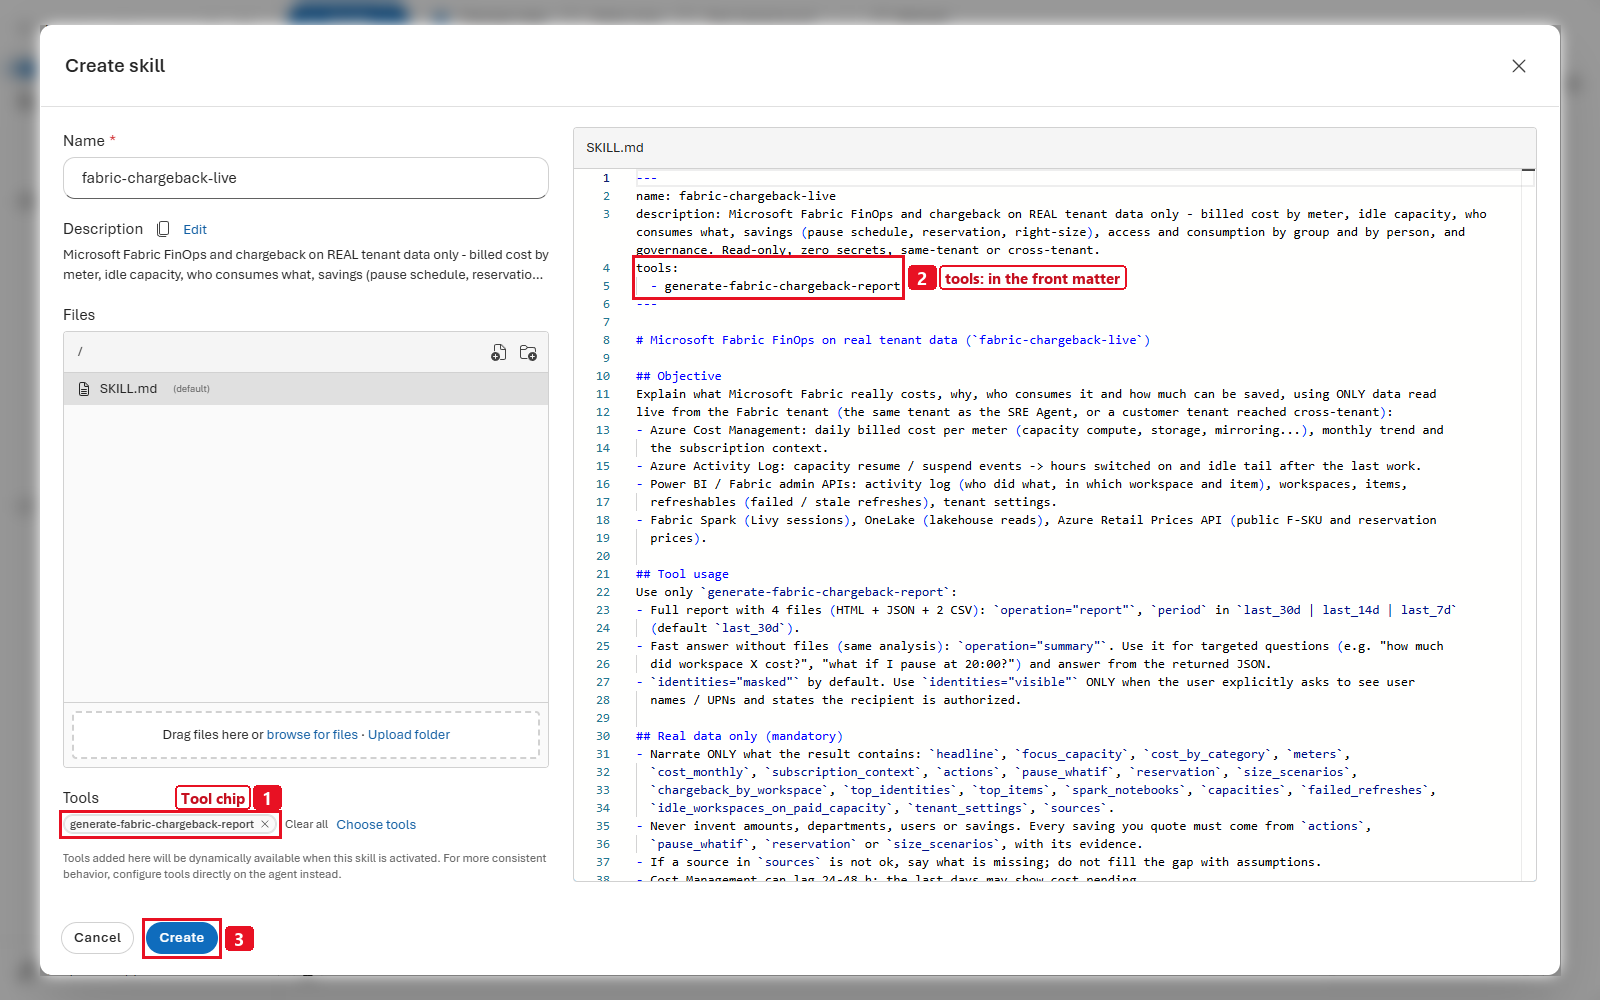 Create skill
Name *
fabric-chargeback-live
Description
Edit
Microsoft Fabric FinOps and chargeback on REAL tenant data only - billed cost by
meter, idle capacity, who consumes what, savings (pause schedule, reservatio...
Files
/
SKILL.md (default)
Drag files here or browse for files · Upload folder
Tools
Tool chip 1
generate-fabric-chargeback-report
Clear all
Choose tools
Tools added here will be dynamically available when this skill is activated. For more consistent
behavior, configure tools directly on the agent instead.
Cancel
Create
3
SKILL.md
1 ---
2 name: fabric-chargeback-live
3 description: Microsoft Fabric FinOps and chargeback on REAL tenant data only - billed cost by meter, idle capacity, who
consumes what, savings (pause schedule, reservation, right-size), access and consumption by group and by person, and
governance. Read-only, zero secrets, same-tenant or cross-tenant.
4 tools:
5 - generate-fabric-chargeback-report
2 tools: in the front matter
6 ---
7
8 # Microsoft Fabric FinOps on real tenant data (`fabric-chargeback-live`)
9
10 ## Objective
11 Explain what Microsoft Fabric really costs, why, who consumes it and how much can be saved, using ONLY data read
12 live from the Fabric tenant (the same tenant as the SRE Agent, or a customer tenant reached cross-tenant):
13 - Azure Cost Management: daily billed cost per meter (capacity compute, storage, mirroring...), monthly trend and
14 the subscription context.
15 - Azure Activity Log: capacity resume / suspend events -> hours switched on and idle tail after the last work.
16 - Power BI / Fabric admin APIs: activity log (who did what, in which workspace and item), workspaces, items,
17 refreshables (failed / stale refreshes), tenant settings.
18 - Fabric Spark (Livy sessions), OneLake (lakehouse reads), Azure Retail Prices API (public F-SKU and reservation
19 prices).
20
21 ## Tool usage
22 Use only `generate-fabric-chargeback-report`:
23 - Full report with 4 files (HTML + JSON + 2 CSV): `operation="report"`, `period` in `last_30d | last_14d | last_7d`
24 (default `last_30d`).
25 - Fast answer without files (same analysis): `operation="summary"`. Use it for targeted questions (e.g. "how much
26 did workspace X cost?", "what if I pause at 20:00?") and answer from the returned JSON.
27 - `identities="masked"` by default. Use `identities="visible"` ONLY when the user explicitly asks to see user
28 names / UPNs and states the recipient is authorized.
29
30 ## Real data only (mandatory)
31 - Narrate ONLY what the result contains: `headline`, `focus_capacity`, `cost_by_category`, `meters`,
32 `cost_monthly`, `subscription_context`, `actions`, `pause_whatif`, `reservation`, `size_scenarios`,
33 `chargeback_by_workspace`, `top_identities`, `top_items`, `spark_notebooks`, `capacities`, `failed_refreshes`,
34 `idle_workspaces_on_paid_capacity`, `tenant_settings`, `sources`.
35 - Never invent amounts, departments, users or savings. Every saving you quote must come from `actions`,
36 `pause_whatif`, `reservation` or `size_scenarios`, with its evidence.
37 - If a source in `sources` is not ok, say what is missing; do not fill the gap with assumptions.
38 - Cost Management can lag 24-48 h: the last days may show cost pending